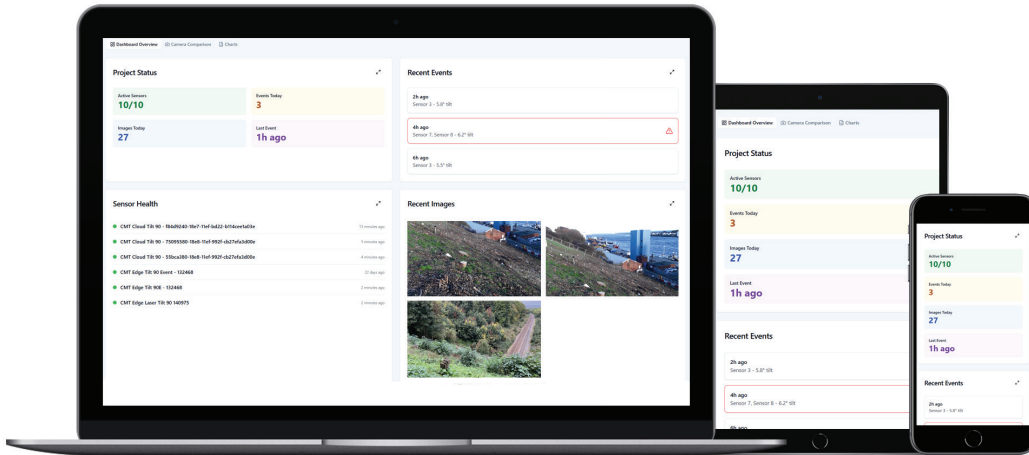 Dashboard Overview Camera Comparison Charts
Project Status
Active Sensors
10/10
Events Today
3
Images Today
27
Last Event
1h ago
Recent Events
2h ago
Sensor 3 - 5.8° tilt
4h ago
Sensor 7, Sensor 8 - 6.2° tilt
6h ago
Sensor 3 - 5.5° tilt
Sensor Health
CMT Cloud Tilt 90 -
13 minutes ago
CMT Cloud Tilt 90 - 75095580-18e8-11ef-992f-cb27efa3d00e
3 minutes ago
CMT Cloud Tilt 90 - 55bca380-18e8-11ef-992f-cb27efa3d00e
4 minutes ago
CMT Edge Tilt 90 Event - 132468
22 days ago
CMT Edge Tilt 90E - 132468
2 minutes ago
CMT Edge Laser Tilt 90 140975
2 minutes ago
Recent Images
Dashboard Overview Camera Comparison Charts
Project Status
Active Sensors
10/10
Events Today
3
Images Today
27
Last Event
1h ago
Recent Events
2h ago
Sensor 3 - 5.8° tilt
4h ago
Sensor 7, Sensor 8 - 6.2° tilt
6h ago
Project Status
Active Sensors
10/10
Events Today
3
Images Today
27
Last Event
1h ago
Recent Events
2h ago
Sensor 3 - 5.8° tilt